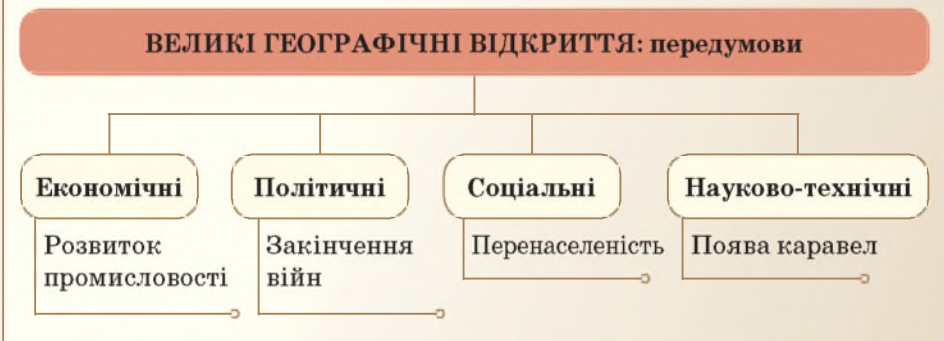 ВЕЛИКІ ГЕОГРАФІЧНІ ВІДКРИТТЯ: передумови
Економічні
Розвиток
промисловості
Політичні
Закінчення
війн
Соціальні
Перенаселеність
Науково-технічні
Поява каравел